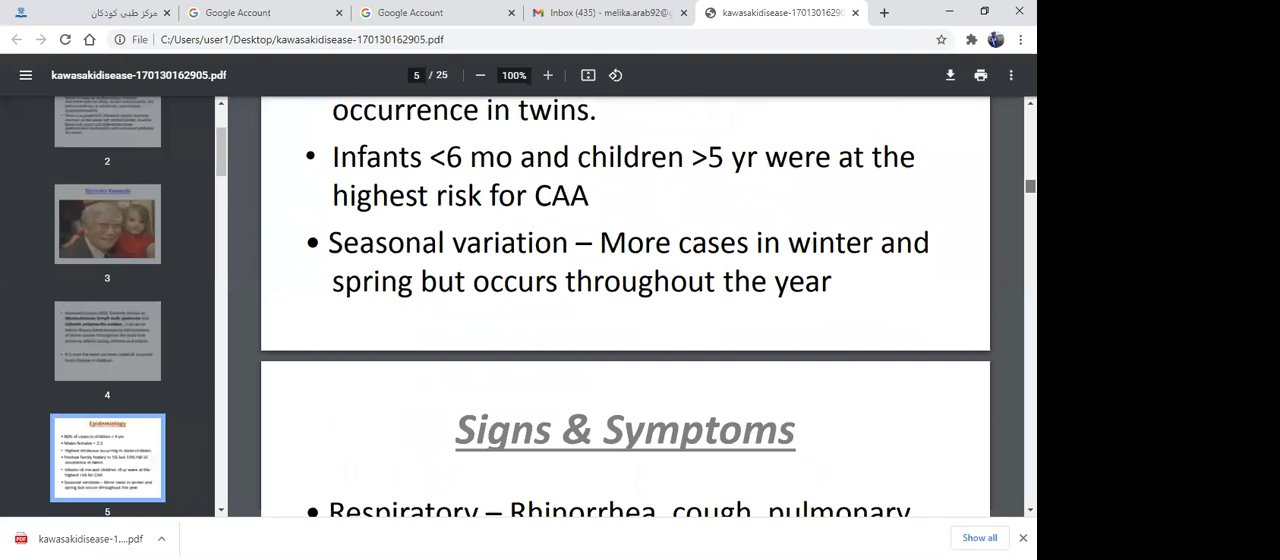 مرکز طبی کودکان
Google Account
Google Account
Inbox (435) - melika.arab92@g
kawasakidisease-17013016290
File
C:/Users/user1/Desktop/kawasakidisease-170130162905.pdf
kawasakidisease-170130162905.pdf
5 / 25
100%
2
3
4
Epidemiology
5
occurrence in twins.
• Infants <6 mo and children >5 yr were at the
highest risk for CAA
• Seasonal variation – More cases in winter and
spring but occurs throughout the year
Signs & Symptoms
• Respiratory – Rhinorrhea, cough, pulmonary
kawasakidisease-1....pdf
Show all